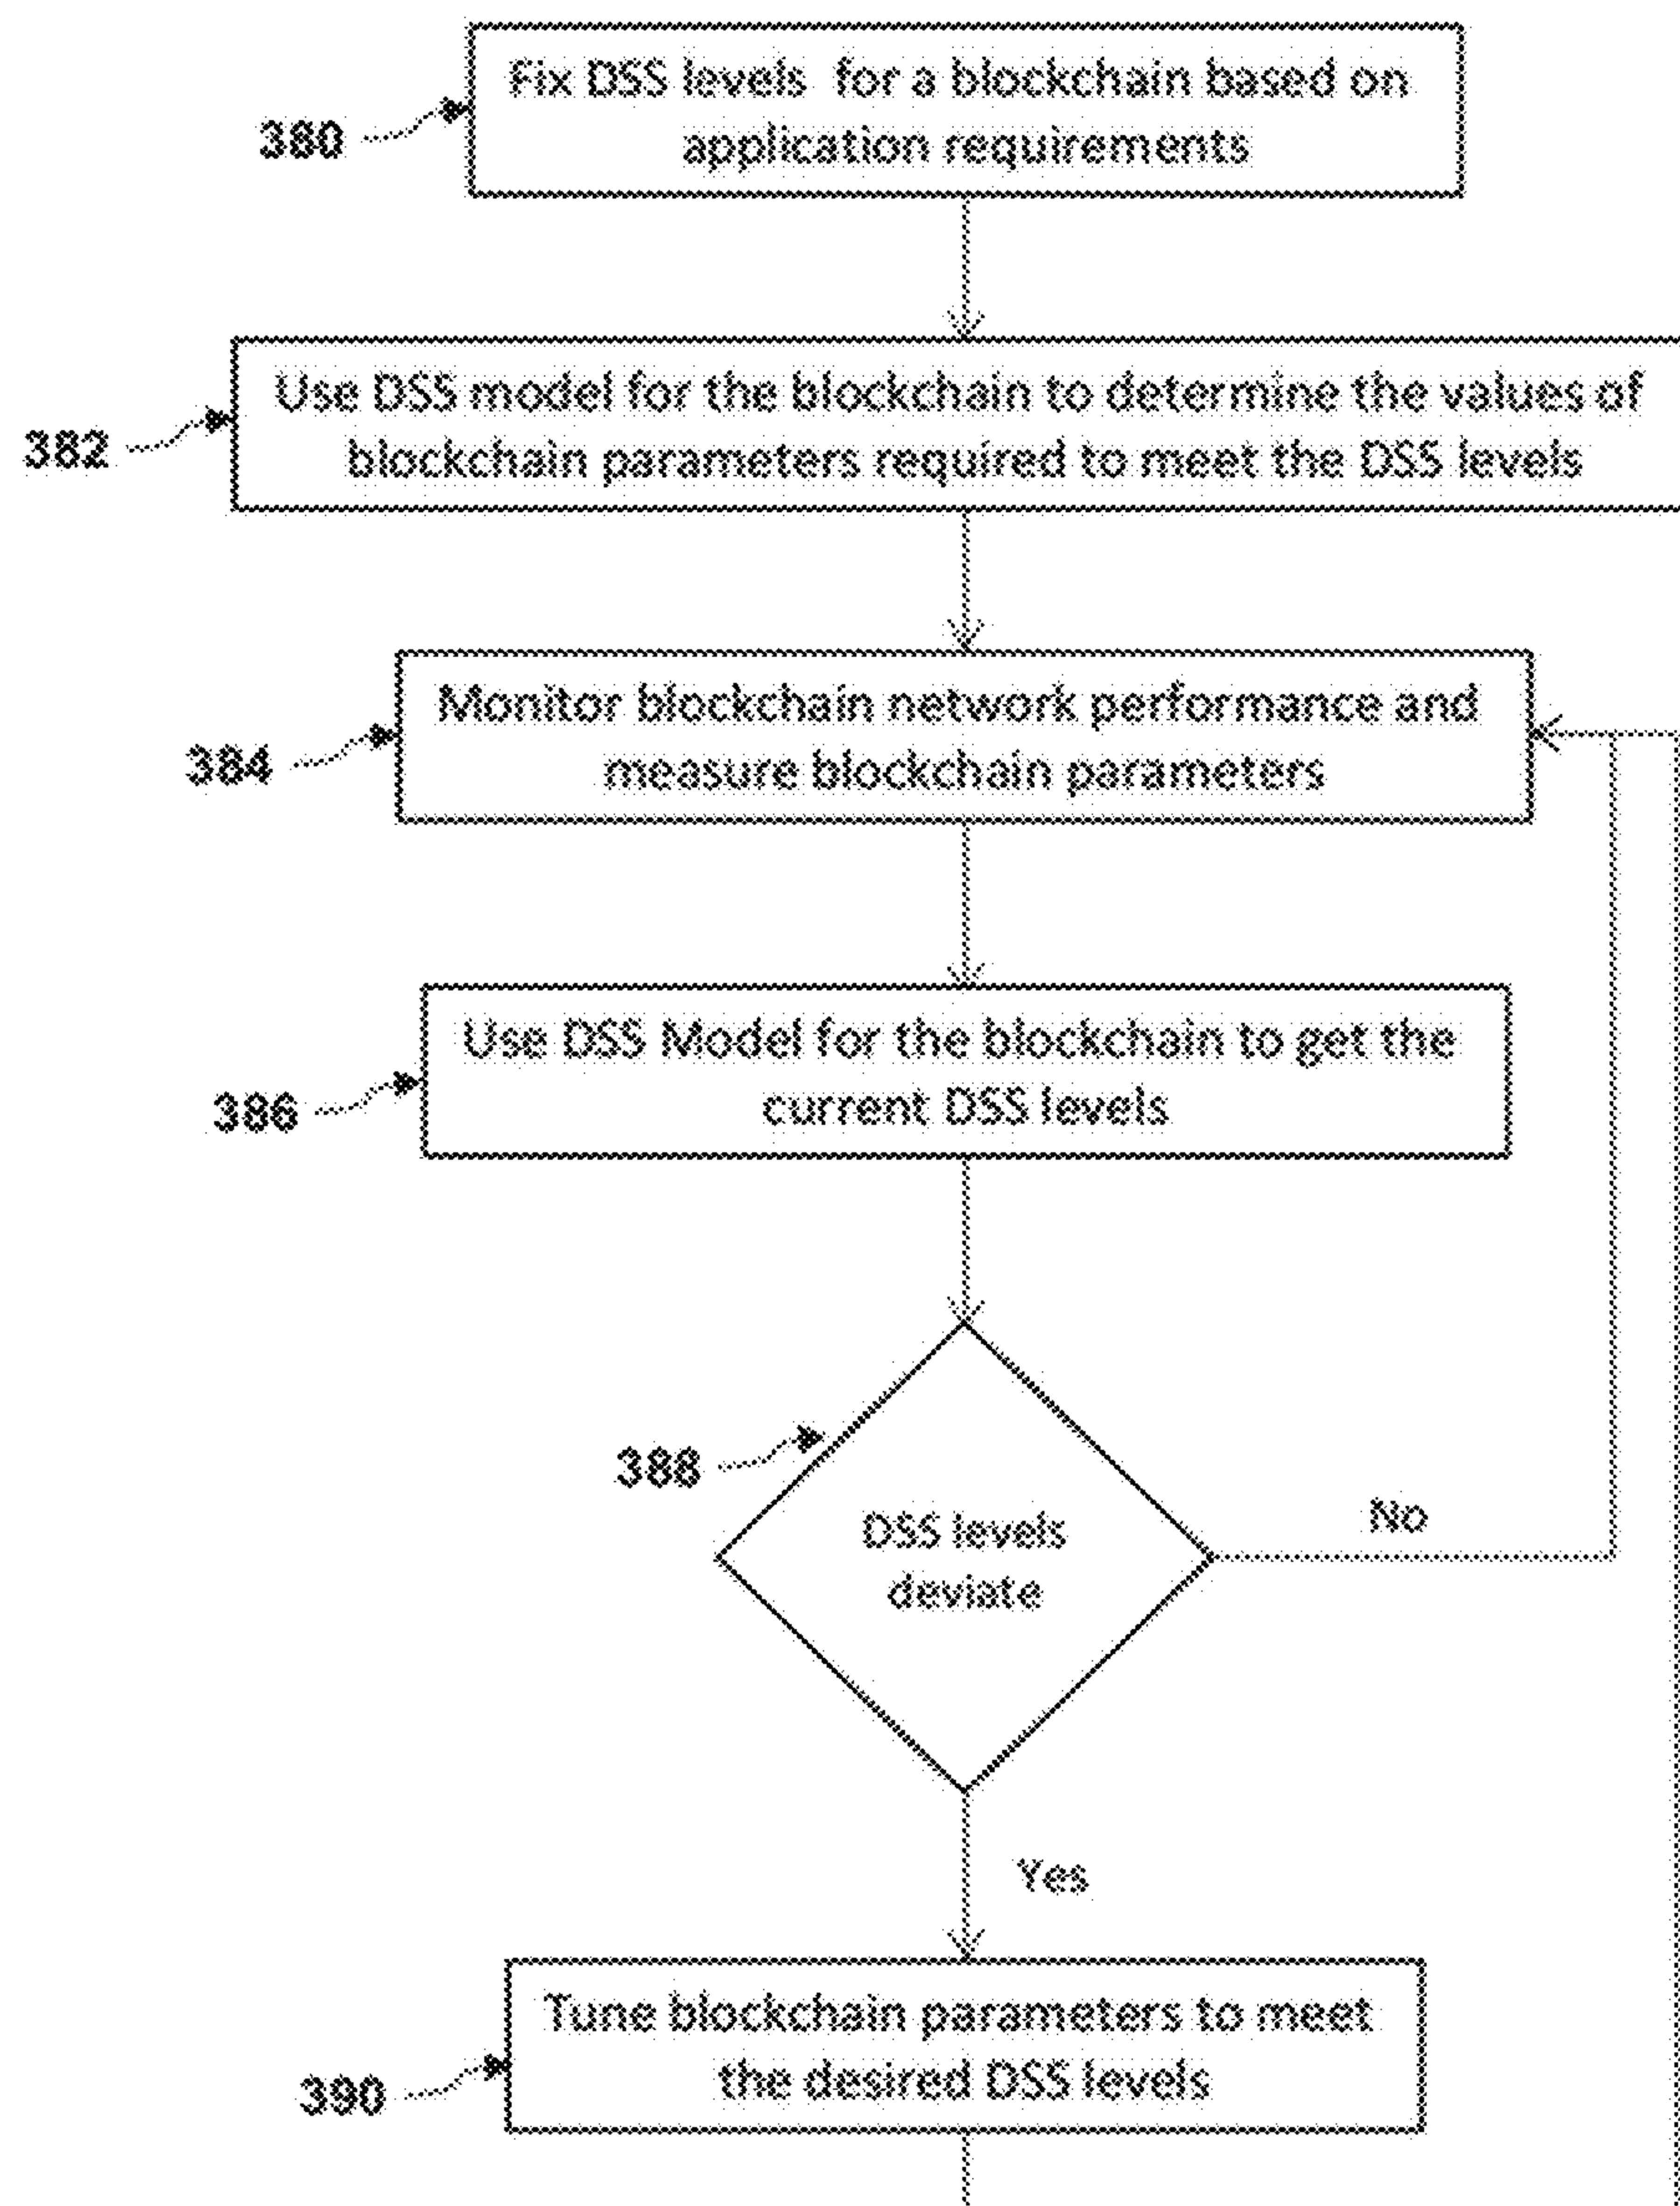 Fix DSS levels for a blockchain based on
application requirements
380
Use DSS model for the blockchain to determine the values of
blockchain parameters required to meet the DSS levels
382
Monitor blockchain network performance and
measure blockchain parameters
384
Use DSS Model for the blockchain to get the
current DSS levels
386
388
DSS levels
deviate
No
Yes
Tune blockchain parameters to meet
the desired DSS levels
390